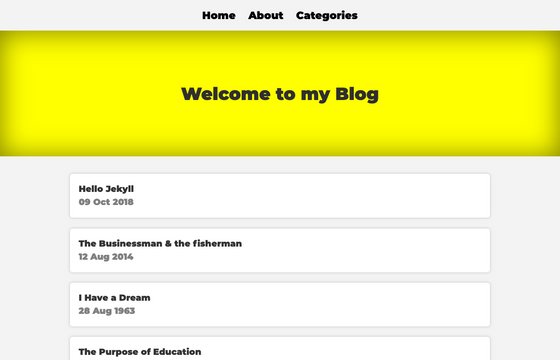 Home About Categories
Welcome to my Blog
Hello Jekyll
09 Oct 2018
The Businessman & the fisherman
12 Aug 2014
I Have a Dream
28 Aug 1963
The Purpose of Education